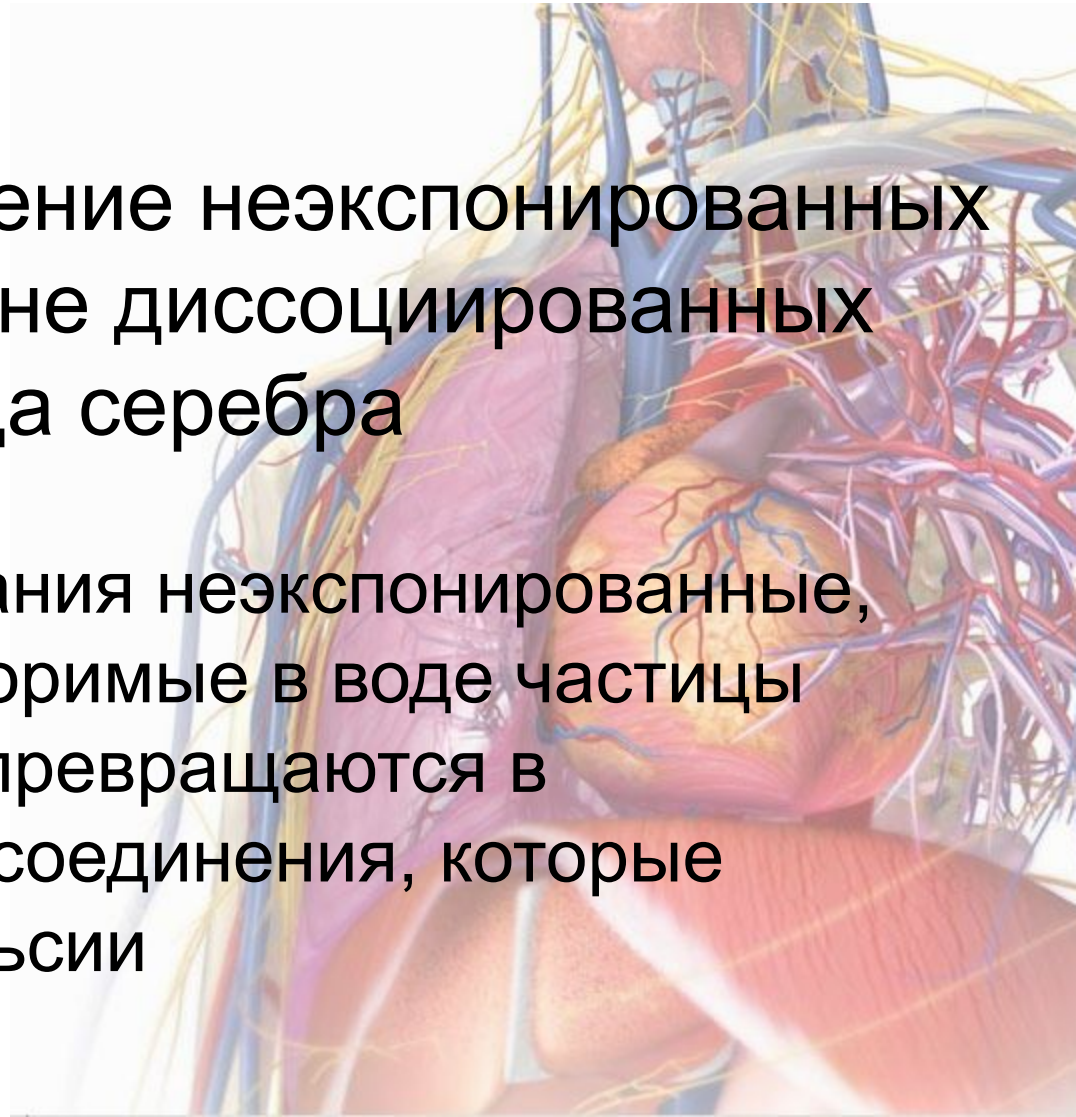 ение неэкспонированных
не диссоциированных
да серебра
ания неэкспонированные,
оримые в воде частицы
превращаются в
соединения, которые
ьсии